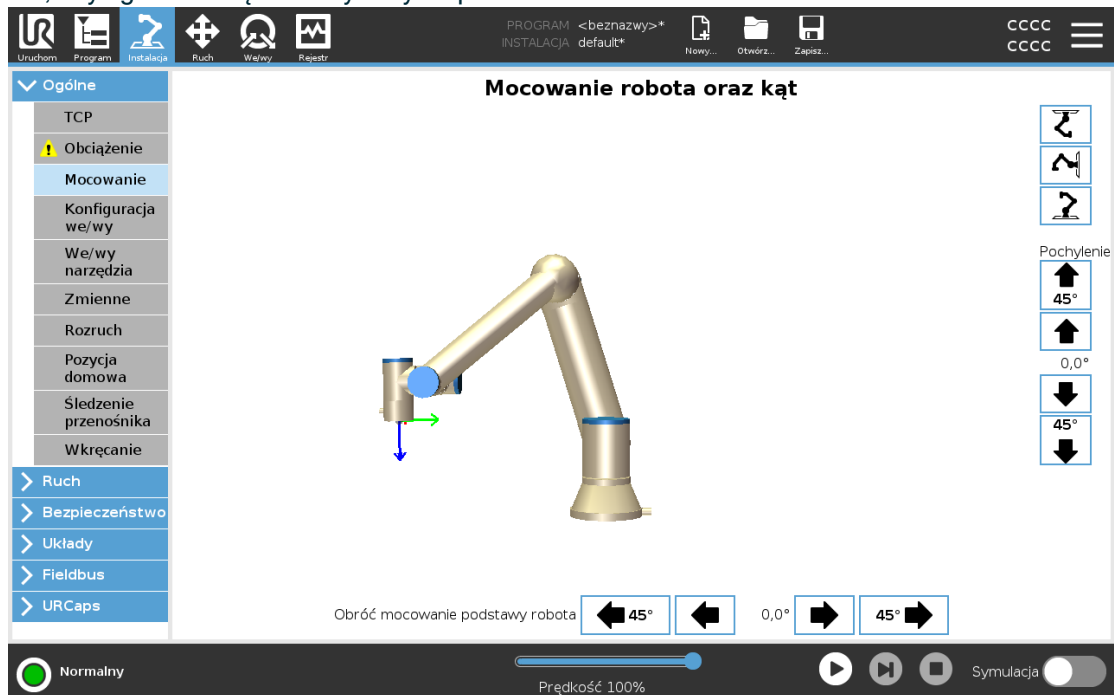 PROGRAM <beznazwy>*
INSTALACJA default*
UR
Uruchom
Program
Instalacja
Ruch
We/wy
Rejestr
Nowy...
Otwórz...
Zapisz...
CCCC
CCCC
Ogólne
TCP
Obciążenie
Mocowanie
Konfiguracja
we/wy
We/wy
narzędzia
Zmienne
Rozruch
Pozycja
domowa
Śledzenie
przenośnika
Wkręcanie
Ruch
Bezpieczeństwo
Układy
Fieldbus
URCaps
Mocowanie robota oraz kąt
Pochylenie
45°
0,0°
45°
Obróć mocowanie podstawy robota 45° 0,0° 45°
Normalny
Prędkość 100%
Symulacja